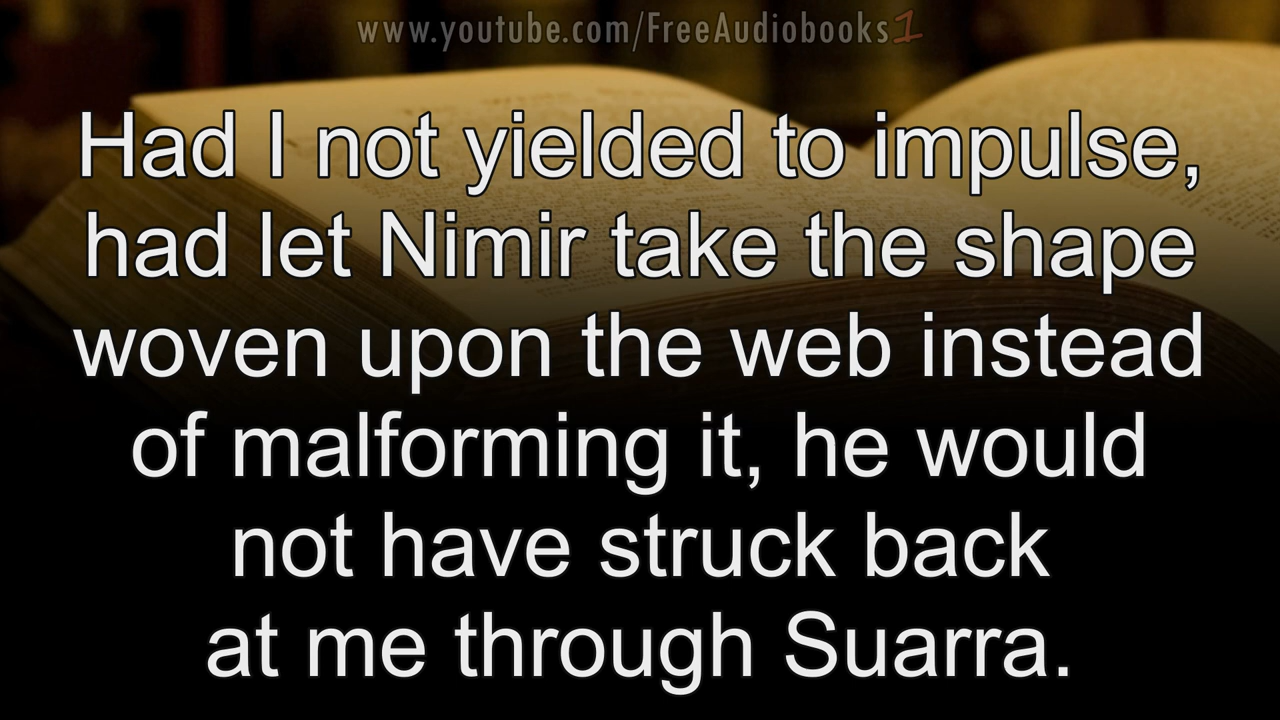 www.youtube.com/FreeAudiobooks1
Had I not yielded to impulse,
had let Nimir take the shape
woven upon the web instead
of malforming it, he would
not have struck back
at me through Suarra.